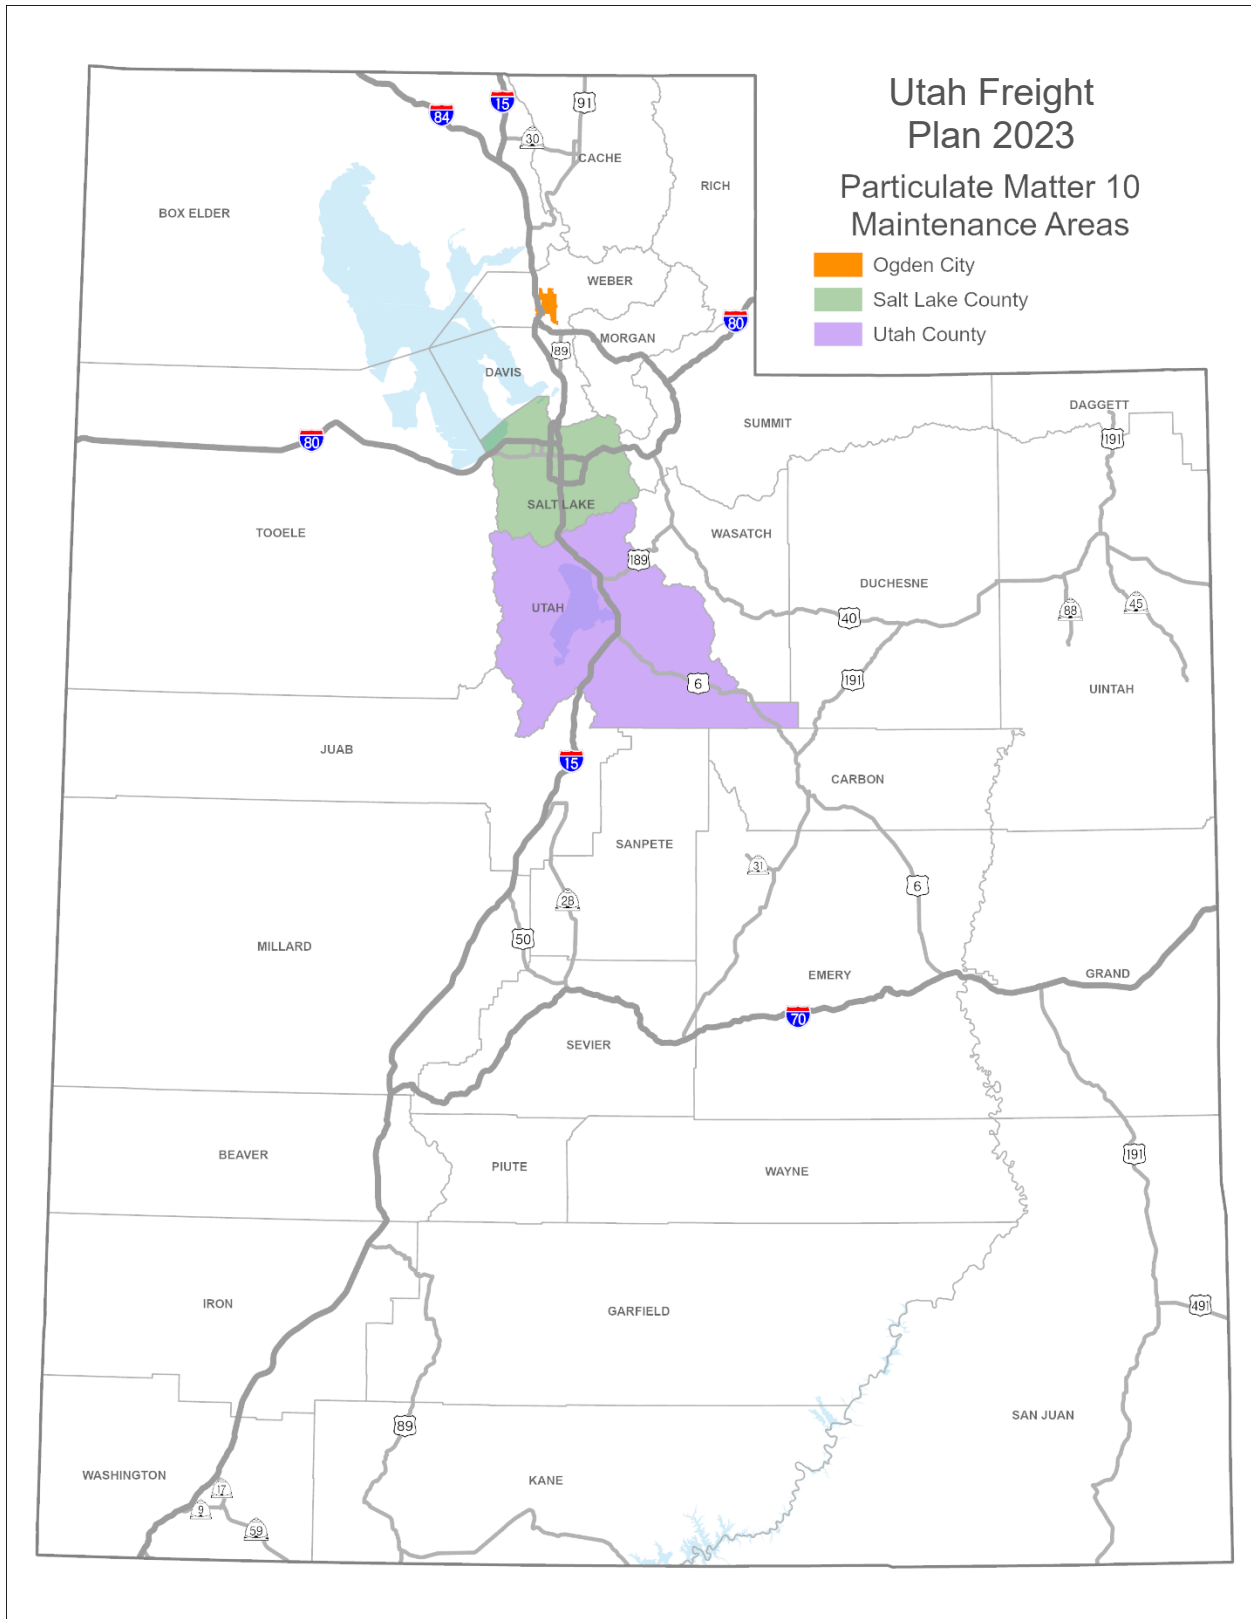 Utah Freight
Plan 2023
Particulate Matter 10
Maintenance Areas
Ogden City
Salt Lake County
Utah County
84
15
91
30
CACHE
RICH
BOX ELDER
WEBER
80
MORGAN
89
DAVIS
SUMMIT
DAGGETT
191
80
SALT LAKE
TOOELE
WASATCH
189
DUCHESNE
UTAH
40
88
45
6
191
UINTAH
JUAB
15
CARBON
SANPETE
31
6
28
50
MILLARD
EMERY
GRAND
70
SEVIER
BEAVER
191
PIUTE
WAYNE
IRON
GARFIELD
491
89
SAN JUAN
WASHINGTON
KANE
17
9
59